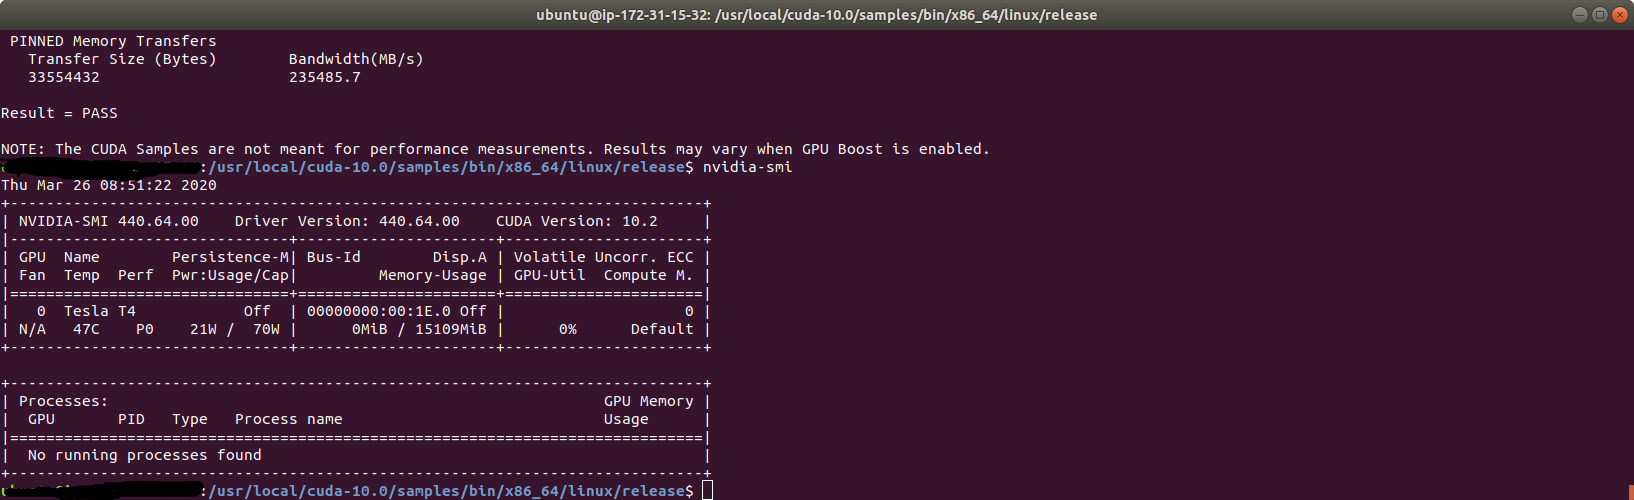 ubuntu@ip-172-31-15-32: /usr/local/cuda-10.0/samples/bin/x86_64/linux/release
 PINNED Memory Transfers
   Transfer Size (Bytes)        Bandwidth(MB/s)
   33554432                     235485.7

Result = PASS

NOTE: The CUDA Samples are not meant for performance measurements. Results may vary when GPU Boost is enabled.
:/usr/local/cuda-10.0/samples/bin/x86_64/linux/release$ nvidia-smi
Thu Mar 26 08:51:22 2020
+-----------------------------------------------------------------------------+
| NVIDIA-SMI 440.64.00    Driver Version: 440.64.00    CUDA Version: 10.2     |
|-------------------------------+----------------------+----------------------+
| GPU  Name        Persistence-M| Bus-Id        Disp.A | Volatile Uncorr. ECC |
| Fan  Temp  Perf  Pwr:Usage/Cap|         Memory-Usage | GPU-Util  Compute M. |
|===============================+======================+======================|
|   0  Tesla T4            Off  | 00000000:00:1E.0 Off |                    0 |
| N/A   47C    P0    21W /  70W |      0MiB / 15109MiB |      0%      Default |
+-------------------------------+----------------------+----------------------+

+-----------------------------------------------------------------------------+
| Processes:                                                       GPU Memory |
|  GPU       PID   Type   Process name                             Usage      |
|=============================================================================|
|  No running processes found                                                 |
+-----------------------------------------------------------------------------+
:/usr/local/cuda-10.0/samples/bin/x86_64/linux/release$